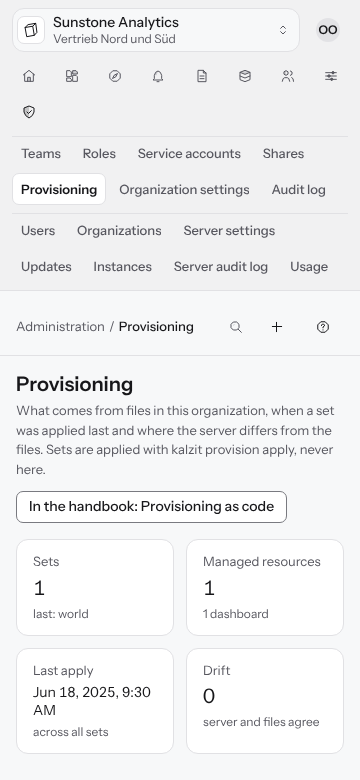 Sunstone Analytics
Vertrieb Nord und Süd
OO
Teams Roles Service accounts Shares
Provisioning Organization settings Audit log
Users Organizations Server settings
Updates Instances Server audit log Usage
Administration / Provisioning
Provisioning
What comes from files in this organization, when a set
was applied last and where the server differs from the
files. Sets are applied with kalzit provision apply, never
here.
In the handbook: Provisioning as code
Sets
1
last: world
Managed resources
1
1 dashboard
Last apply
Jun 18, 2025, 9:30
AM
across all sets
Drift
0
server and files agree